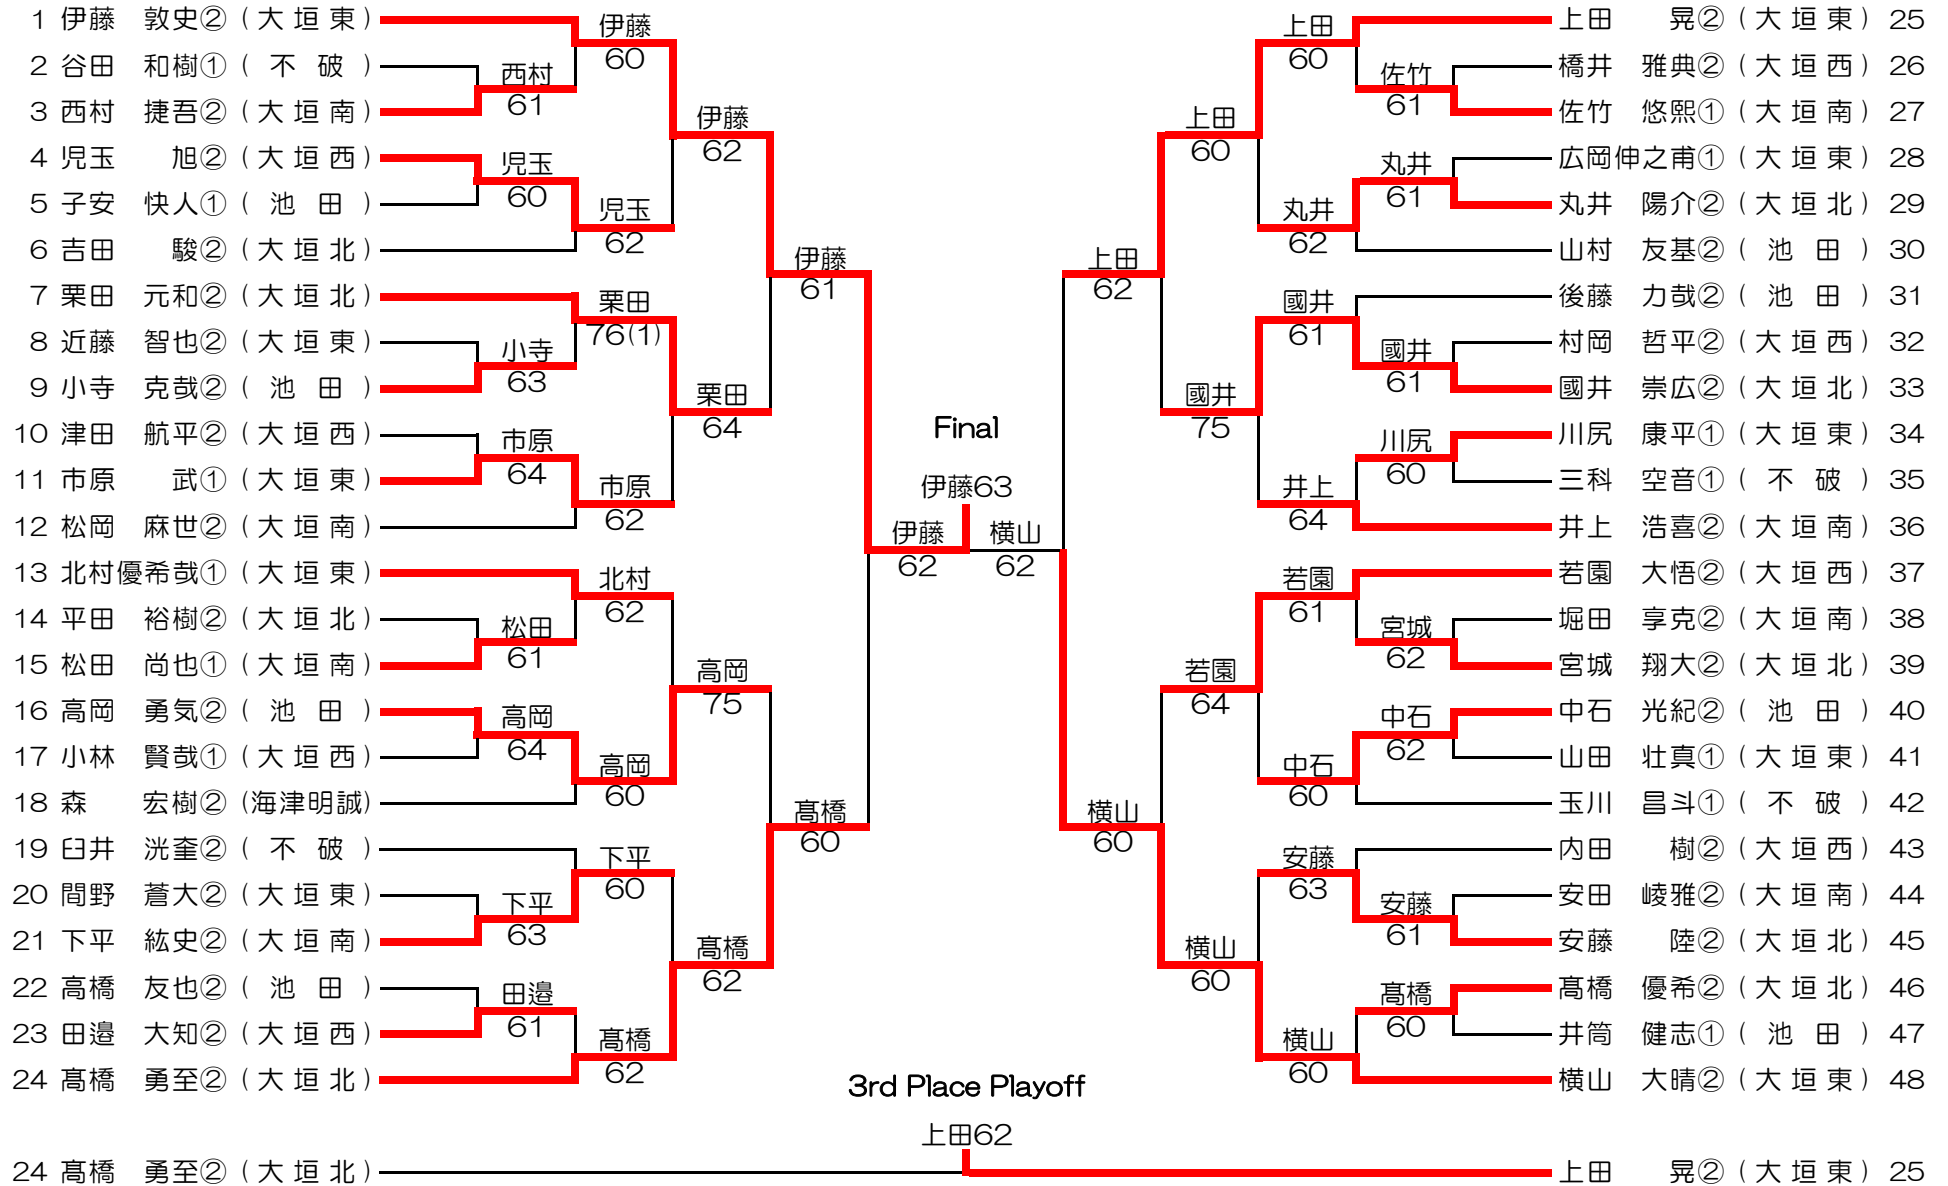 1 伊藤 敦史②(大垣東)
2 谷田 和樹①(不破)
3 西村 捷吾②(大垣南)
4 児玉 旭②(大垣西)
5 子安 快人①(池田)
6 吉田 駿②(大垣北)
7 栗田 元和②(大垣北)
8 近藤 智也②(大垣東)
9 小寺 克哉②(池田)
10 津田 航平②(大垣西)
11 市原 武①(大垣東)
12 松岡 麻世②(大垣南)
13 北村優希哉①(大垣東)
14 平田 裕樹②(大垣北)
15 松田 尚也①(大垣南)
16 高岡 勇気②(池田)
17 小林 賢哉①(大垣西)
18 森 宏樹②(海津明誠)
19 臼井 洸奎②(不破)
20 間野 蒼大②(大垣東)
21 下平 紘史②(大垣南)
22 高橋 友也②(池田)
23 田邉 大知②(大垣西)
24 髙橋 勇至②(大垣北)
西村
61
児玉
60
小寺
63
市原
64
松田
61
高岡
64
下平
63
田邉
61
伊藤
60
児玉
62
栗田
76(1)
市原
62
北村
62
高岡
60
下平
60
髙橋
62
伊藤
62
栗田
64
高岡
75
髙橋
62
伊藤
61
髙橋
60
伊藤
62
Final
伊藤63
横山
62
上田
62
横山
60
上田
60
國井
75
若園
64
横山
60
上田
60
丸井
62
國井
61
井上
64
若園
61
中石
60
安藤
63
横山
60
佐竹
61
丸井
61
國井
61
川尻
60
宮城
62
中石
62
安藤
61
髙橋
60
上田 晃②(大垣東) 25
橋井 雅典②(大垣西) 26
佐竹 悠熙①(大垣南) 27
広岡伸之甫①(大垣東) 28
丸井 陽介②(大垣北) 29
山村 友基②(池田) 30
後藤 力哉②(池田) 31
村岡 哲平②(大垣西) 32
國井 崇広②(大垣北) 33
川尻 康平①(大垣東) 34
三科 空音①(不破) 35
井上 浩喜②(大垣南) 36
若園 大悟②(大垣西) 37
堀田 享克②(大垣南) 38
宮城 翔大②(大垣北) 39
中石 光紀②(池田) 40
山田 壮真①(大垣東) 41
玉川 昌斗①(不破) 42
内田 樹②(大垣西) 43
安田 崚雅②(大垣南) 44
安藤 陸②(大垣北) 45
髙橋 優希②(大垣北) 46
井筒 健志①(池田) 47
横山 大晴②(大垣東) 48
3rd Place Playoff
上田62
24 髙橋 勇至②(大垣北)
上田 晃②(大垣東) 25